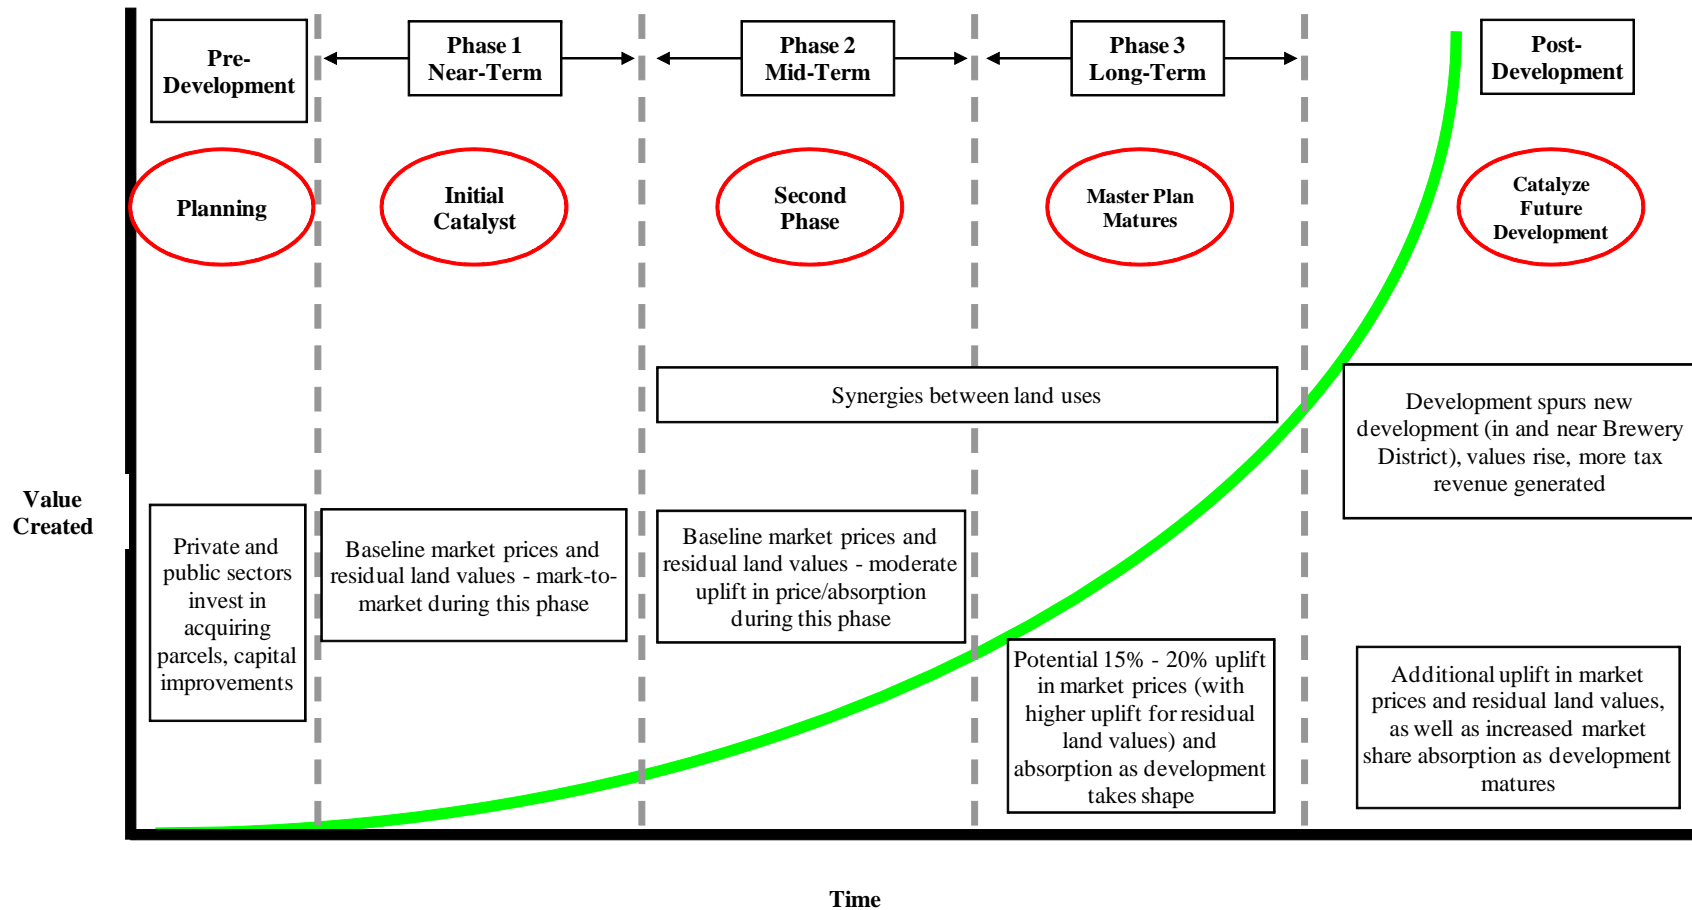 Pre-
Development
Phase 1
Near-Term
Phase 2
Mid-Term
Phase 3
Long-Term
Post-
Development
Planning
Initial
Catalyst
Second
Phase
Master Plan
Matures
Catalyze
Future
Development
Synergies between land uses
Development spurs new
development (in and near Brewery
District), values rise, more tax
revenue generated
Value
Created
Private and
public sectors
invest in
acquiring
parcels, capital
improvements
Baseline market prices and
residual land values - mark-to-
market during this phase
Baseline market prices and
residual land values - moderate
uplift in price/absorption
during this phase
Potential 15% - 20% uplift
in market prices (with
higher uplift for residual
land values) and
absorption as development
takes shape
Additional uplift in market
prices and residual land values,
as well as increased market
share absorption as development
matures
Time